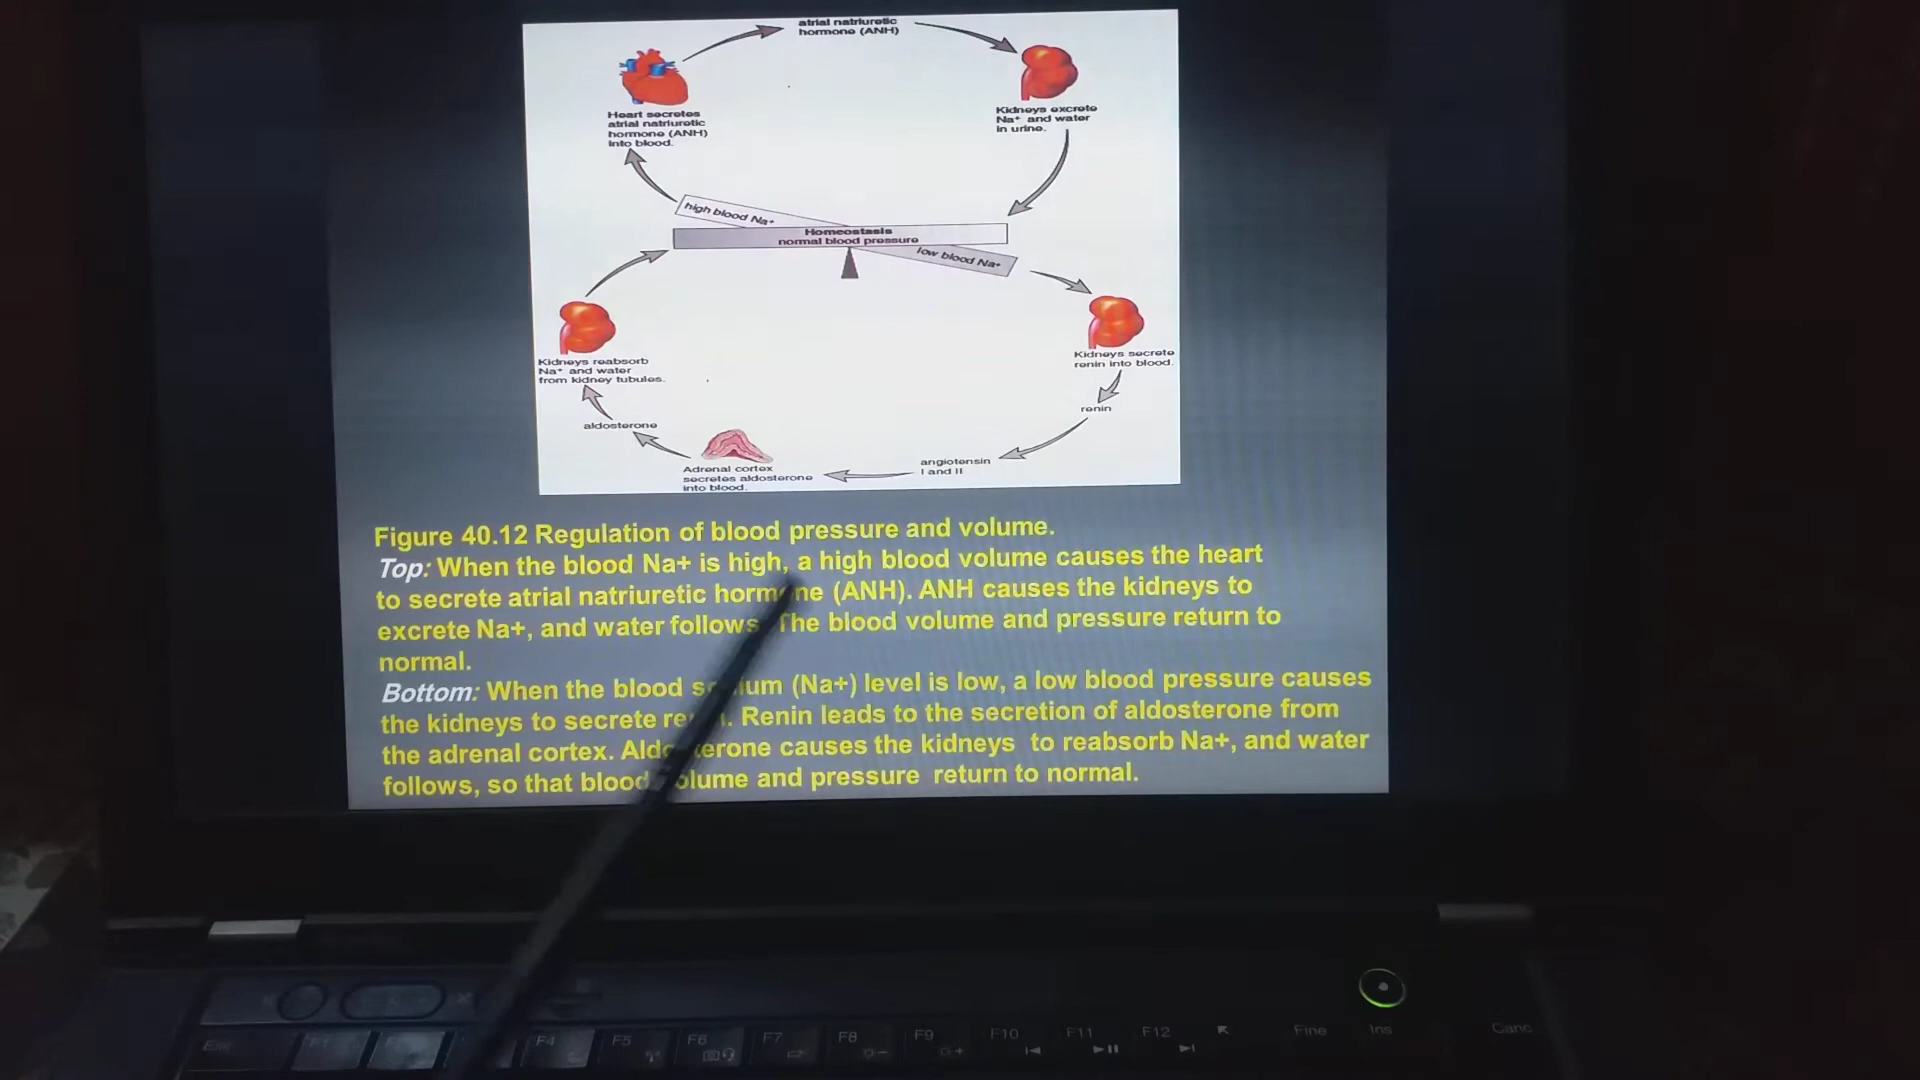 atrial natriuretic
hormone (ANH)
Heart secretes
atrial natriuretic
hormone (ANH)
into blood.
Kidneys excrete
Na+ and water
in urine.
high blood Na+
Homeostasis
normal blood pressure
low blood Na+
Kidneys reabsorb
Na+ and water
from kidney tubules.
Kidneys secrete
renin into blood.
renin
aldosterone
Adrenal cortex
secretes aldosterone
into blood.
angiotensin
I and II
Figure 40.12 Regulation of blood pressure and volume.
Top: When the blood Na+ is high, a high blood volume causes the heart
to secrete atrial natriuretic hormone (ANH). ANH causes the kidneys to
excrete Na+, and water follows. The blood volume and pressure return to
normal.
Bottom: When the blood sodium (Na+) level is low, a low blood pressure causes
the kidneys to secrete renin. Renin leads to the secretion of aldosterone from
the adrenal cortex. Aldosterone causes the kidneys to reabsorb Na+, and water
follows, so that blood volume and pressure return to normal.
Esc F4 F5 F6 F7 F8 F9 F10 F11 F12 Fine Ins Canc